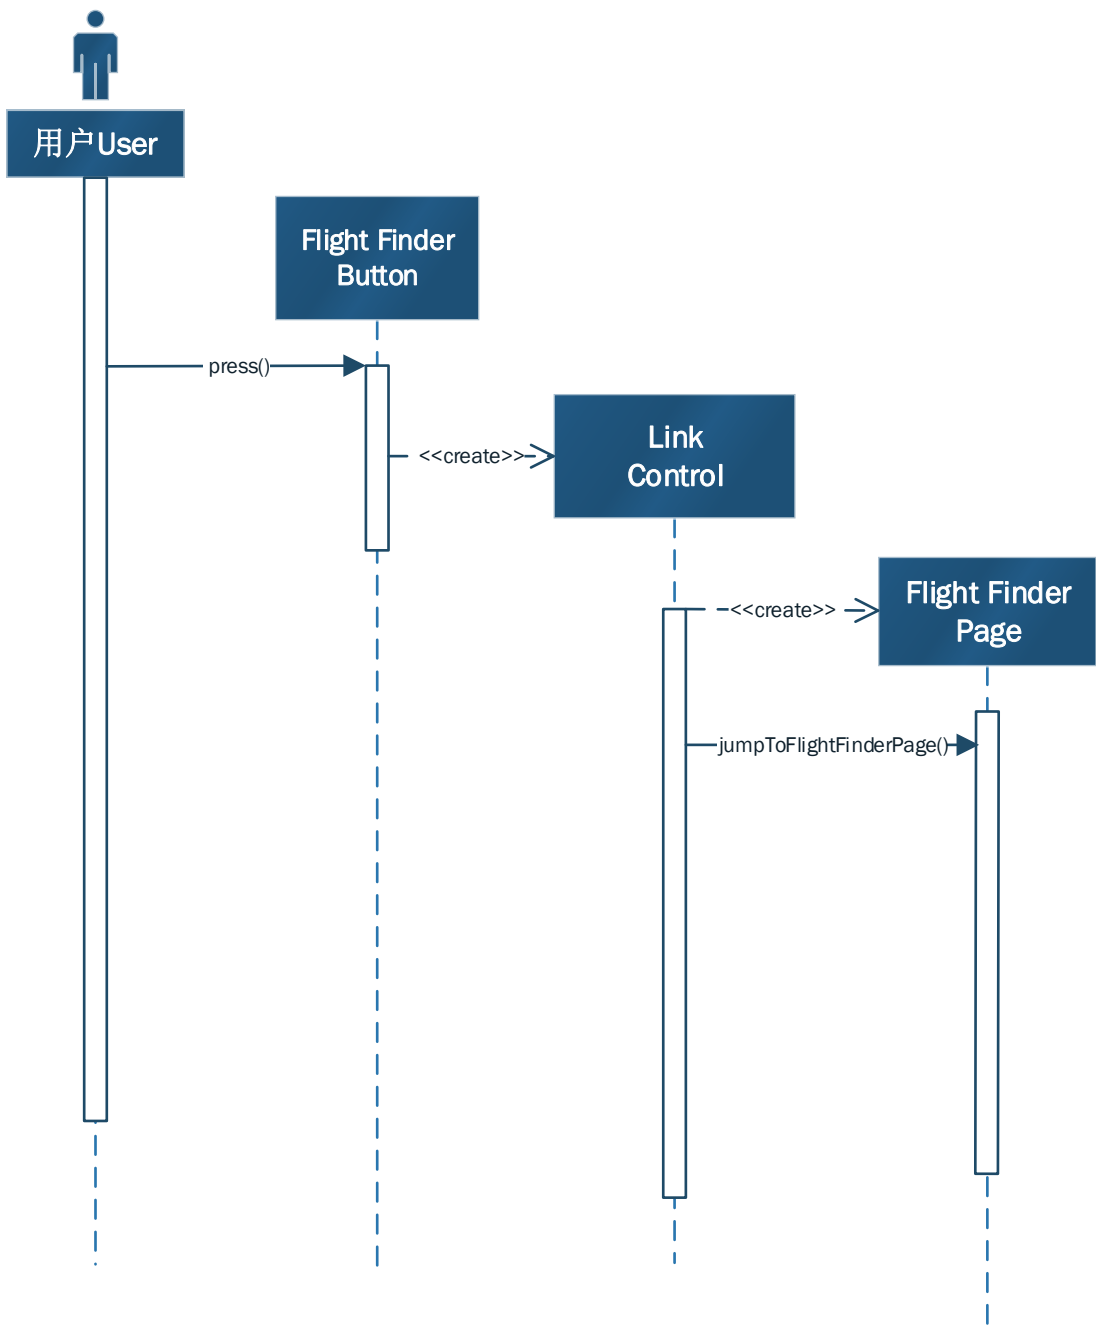 用户User
Flight Finder
Button
press()
<<create>>
Link
Control
Flight Finder
Page
<<create>>
jumpToFlightFinderPage()